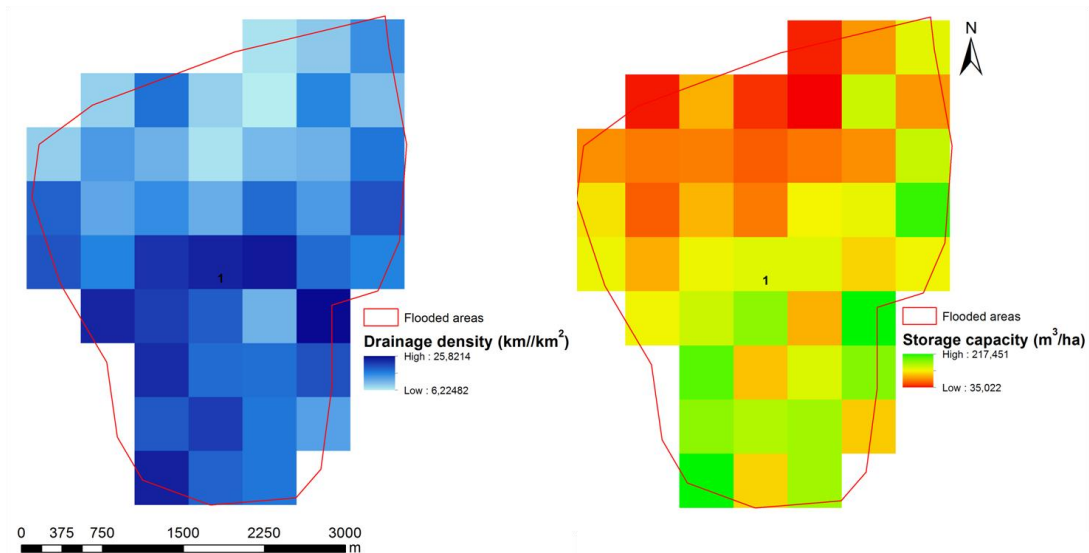 1
Flooded areas
Drainage density (km//km²)
High : 25,8214
Low : 6,22482
0 375 750 1500 2250 3000
m
N
1
Flooded areas
Storage capacity (m³/ha)
High : 217,451
Low : 35,022